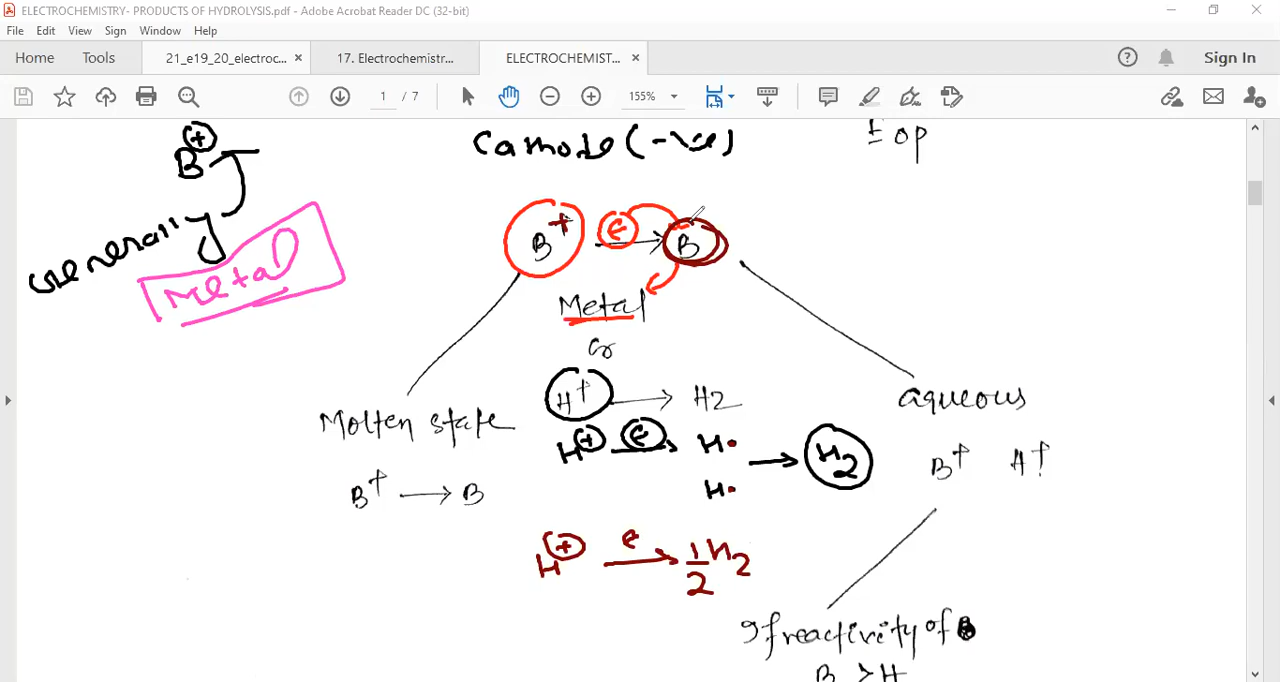 ELECTROCHEMISTRY- PRODUCTS OF HYDROLYSIS.pdf - Adobe Acrobat Reader DC (32-bit)
File Edit View Sign Window Help
Home Tools 21_e19_20_electroc... × 17. Electrochemistr... ELECTROCHEMIST... × Sign In
1 / 7 155%
Cathode (-ve)
± op
B+
Generally
Metal
B+ e → B
Metal
or
H+ → H2
Molten state
aqueous
H+ e → H•
H•
→ H2
B+ H+
B+ → B
H+ e → 1/2 H2
If reactivity of B
B > H